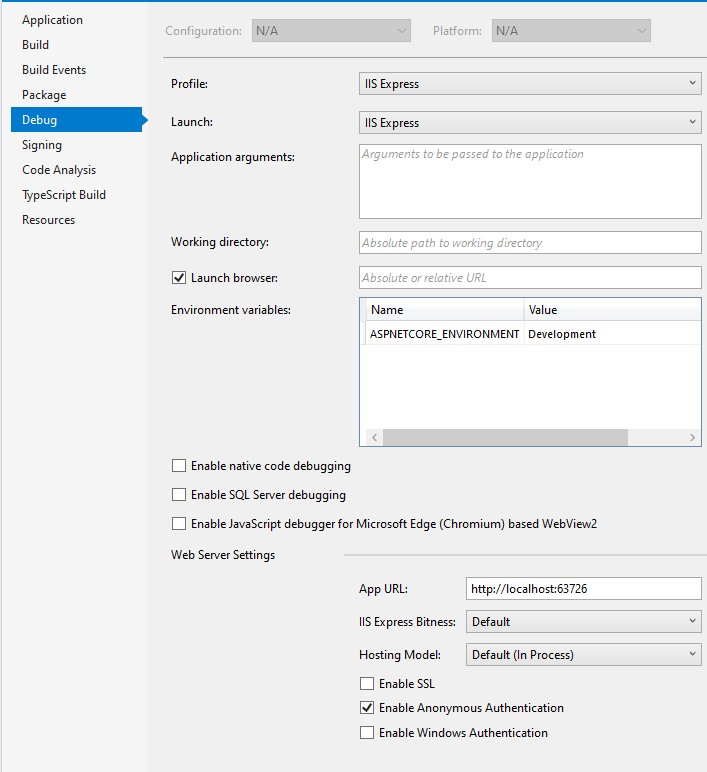 Application
Build
Build Events
Package
Debug
Signing
Code Analysis
TypeScript Build
Resources
Configuration: N/A Platform: N/A
Profile: IIS Express
Launch: IIS Express
Application arguments: Arguments to be passed to the application
Working directory: Absolute path to working directory
Launch browser: Absolute or relative URL
Environment variables: Name Value
ASPNETCORE_ENVIRONMENT Development
Enable native code debugging
Enable SQL Server debugging
Enable JavaScript debugger for Microsoft Edge (Chromium) based WebView2
Web Server Settings
App URL: http://localhost:63726
IIS Express Bitness: Default
Hosting Model: Default (In Process)
Enable SSL
Enable Anonymous Authentication
Enable Windows Authentication